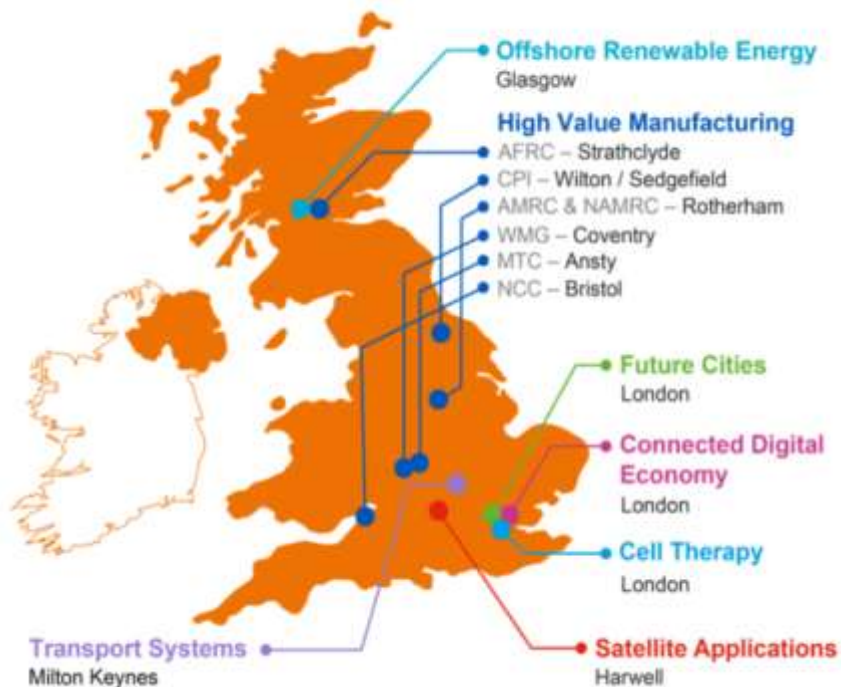 Offshore Renewable Energy
Glasgow
High Value Manufacturing
AFRC – Strathclyde
CPI – Wilton / Sedgefield
AMRC & NAMRC – Rotherham
WMG – Coventry
MTC – Ansty
NCC – Bristol
Future Cities
London
Connected Digital
Economy
London
Cell Therapy
London
Transport Systems
Milton Keynes
Satellite Applications
Harwell